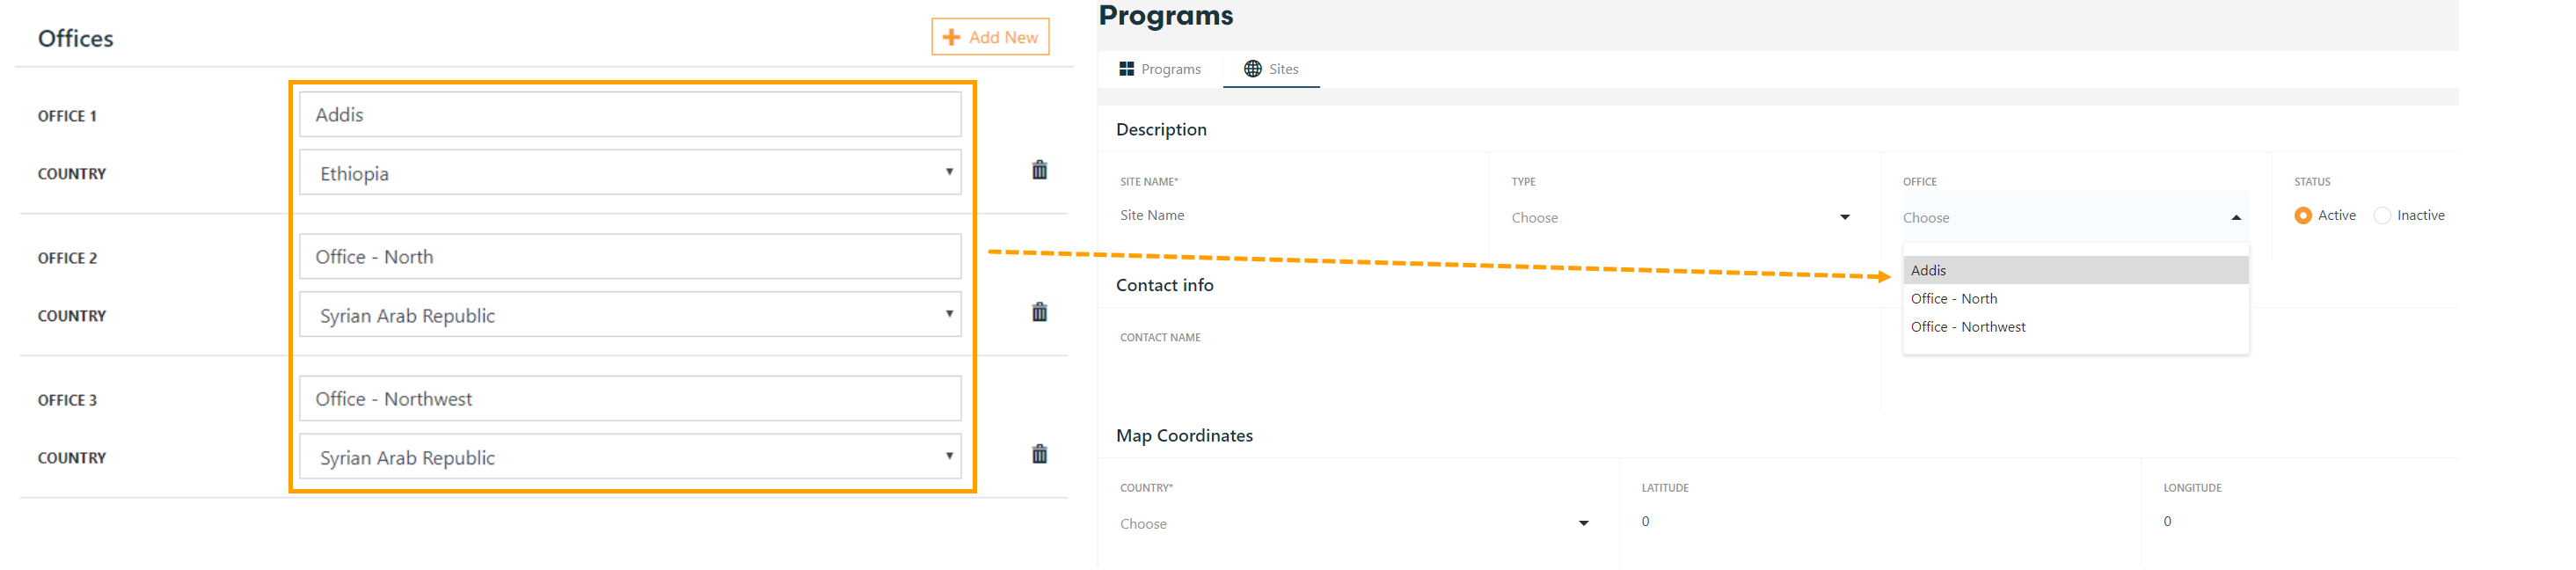 Offices
Add New
OFFICE 1
Addis
COUNTRY
Ethiopia
OFFICE 2
Office - North
COUNTRY
Syrian Arab Republic
OFFICE 3
Office - Northwest
COUNTRY
Syrian Arab Republic
Programs
Programs
Sites
Description
SITE NAME*
Site Name
TYPE
Choose
OFFICE
Choose
Addis
Office - North
Office - Northwest
STATUS
Active
Inactive
Contact info
CONTACT NAME
Map Coordinates
COUNTRY*
Choose
LATITUDE
0
LONGITUDE
0